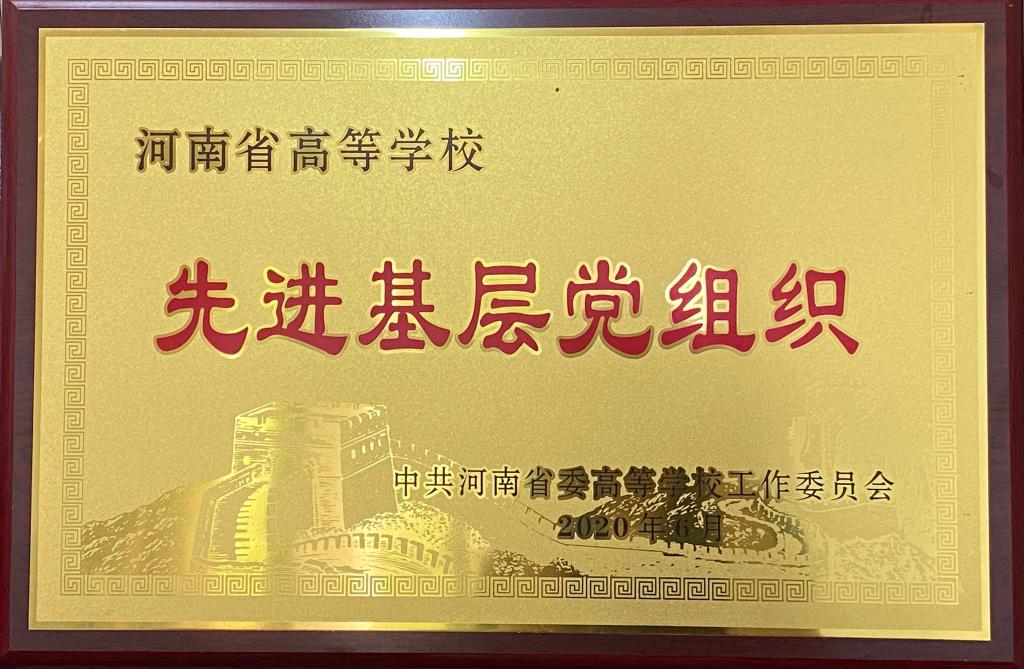 河南省高等学校
先进基层党组织
中共河南省委高等学校工作委员会
2020年6月